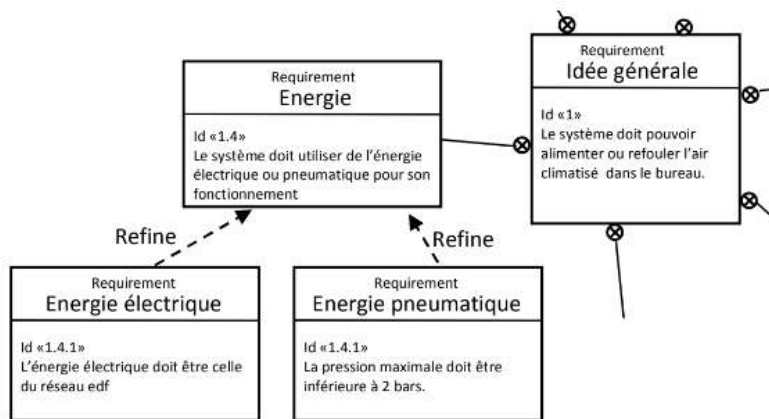 Requirement
Idée générale
Id «1»
Le système doit pouvoir
alimenter ou refouler l'air
climatisé dans le bureau.
Requirement
Energie
Id «1.4»
Le système doit utiliser de l'énergie
électrique ou pneumatique pour son
fonctionnement
Refine
Refine
Requirement
Energie électrique
Id «1.4.1»
L'énergie électrique doit être celle
du réseau edf
Requirement
Energie pneumatique
Id «1.4.1»
La pression maximale doit être
inférieure à 2 bars.